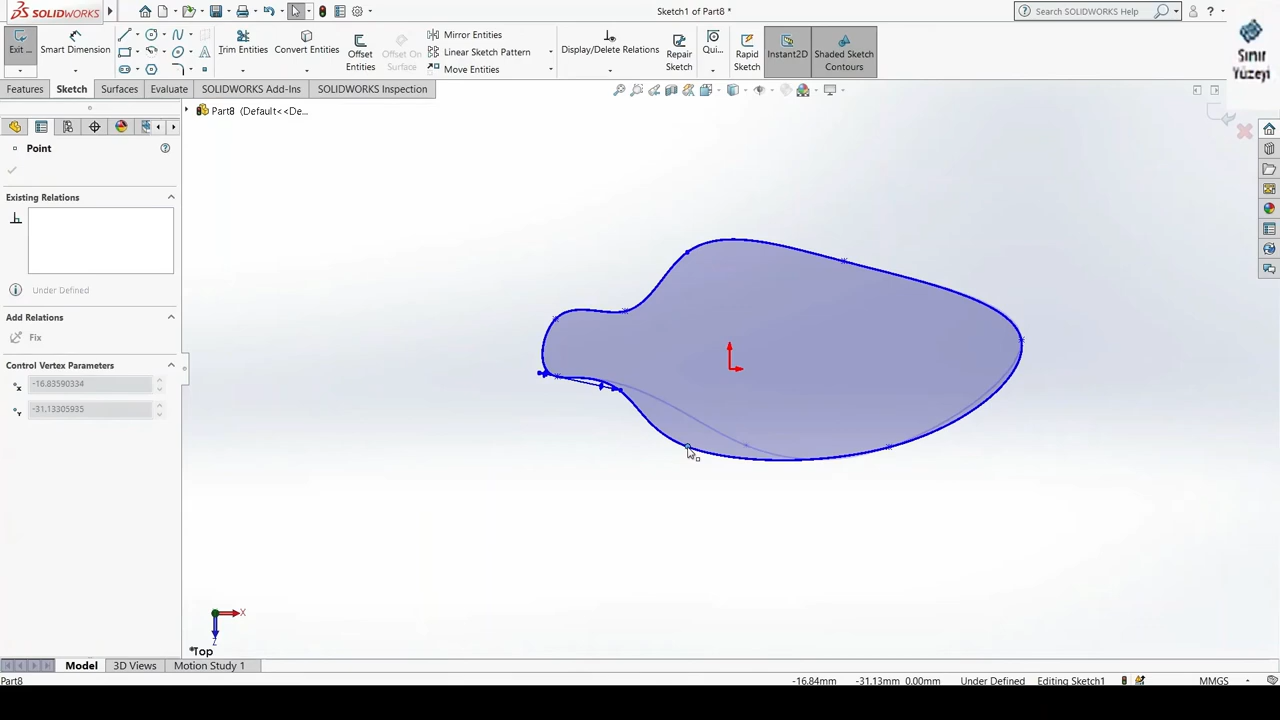 SOLIDWORKS
Sketch1 of Part8 *
Search SOLIDWORKS Help
?
Sınır
Yüzeyi
Exit ...
Smart Dimension
Trim Entities
Convert Entities
Offset
Entities
Offset On
Surface
Mirror Entities
Linear Sketch Pattern
Move Entities
Display/Delete Relations
Repair
Sketch
Qui...
Rapid
Sketch
Instant2D
Shaded Sketch
Contours
Features
Sketch
Surfaces
Evaluate
SOLIDWORKS Add-Ins
SOLIDWORKS Inspection
Part8 (Default<<De...
Point
Existing Relations
Under Defined
Add Relations
Fix
Control Vertex Parameters
-16.83590334
-31.13305935
X
Z
*Top
Model
3D Views
Motion Study 1
Part8
-16.84mm
-31.13mm
0.00mm
Under Defined
Editing Sketch1
MMGS